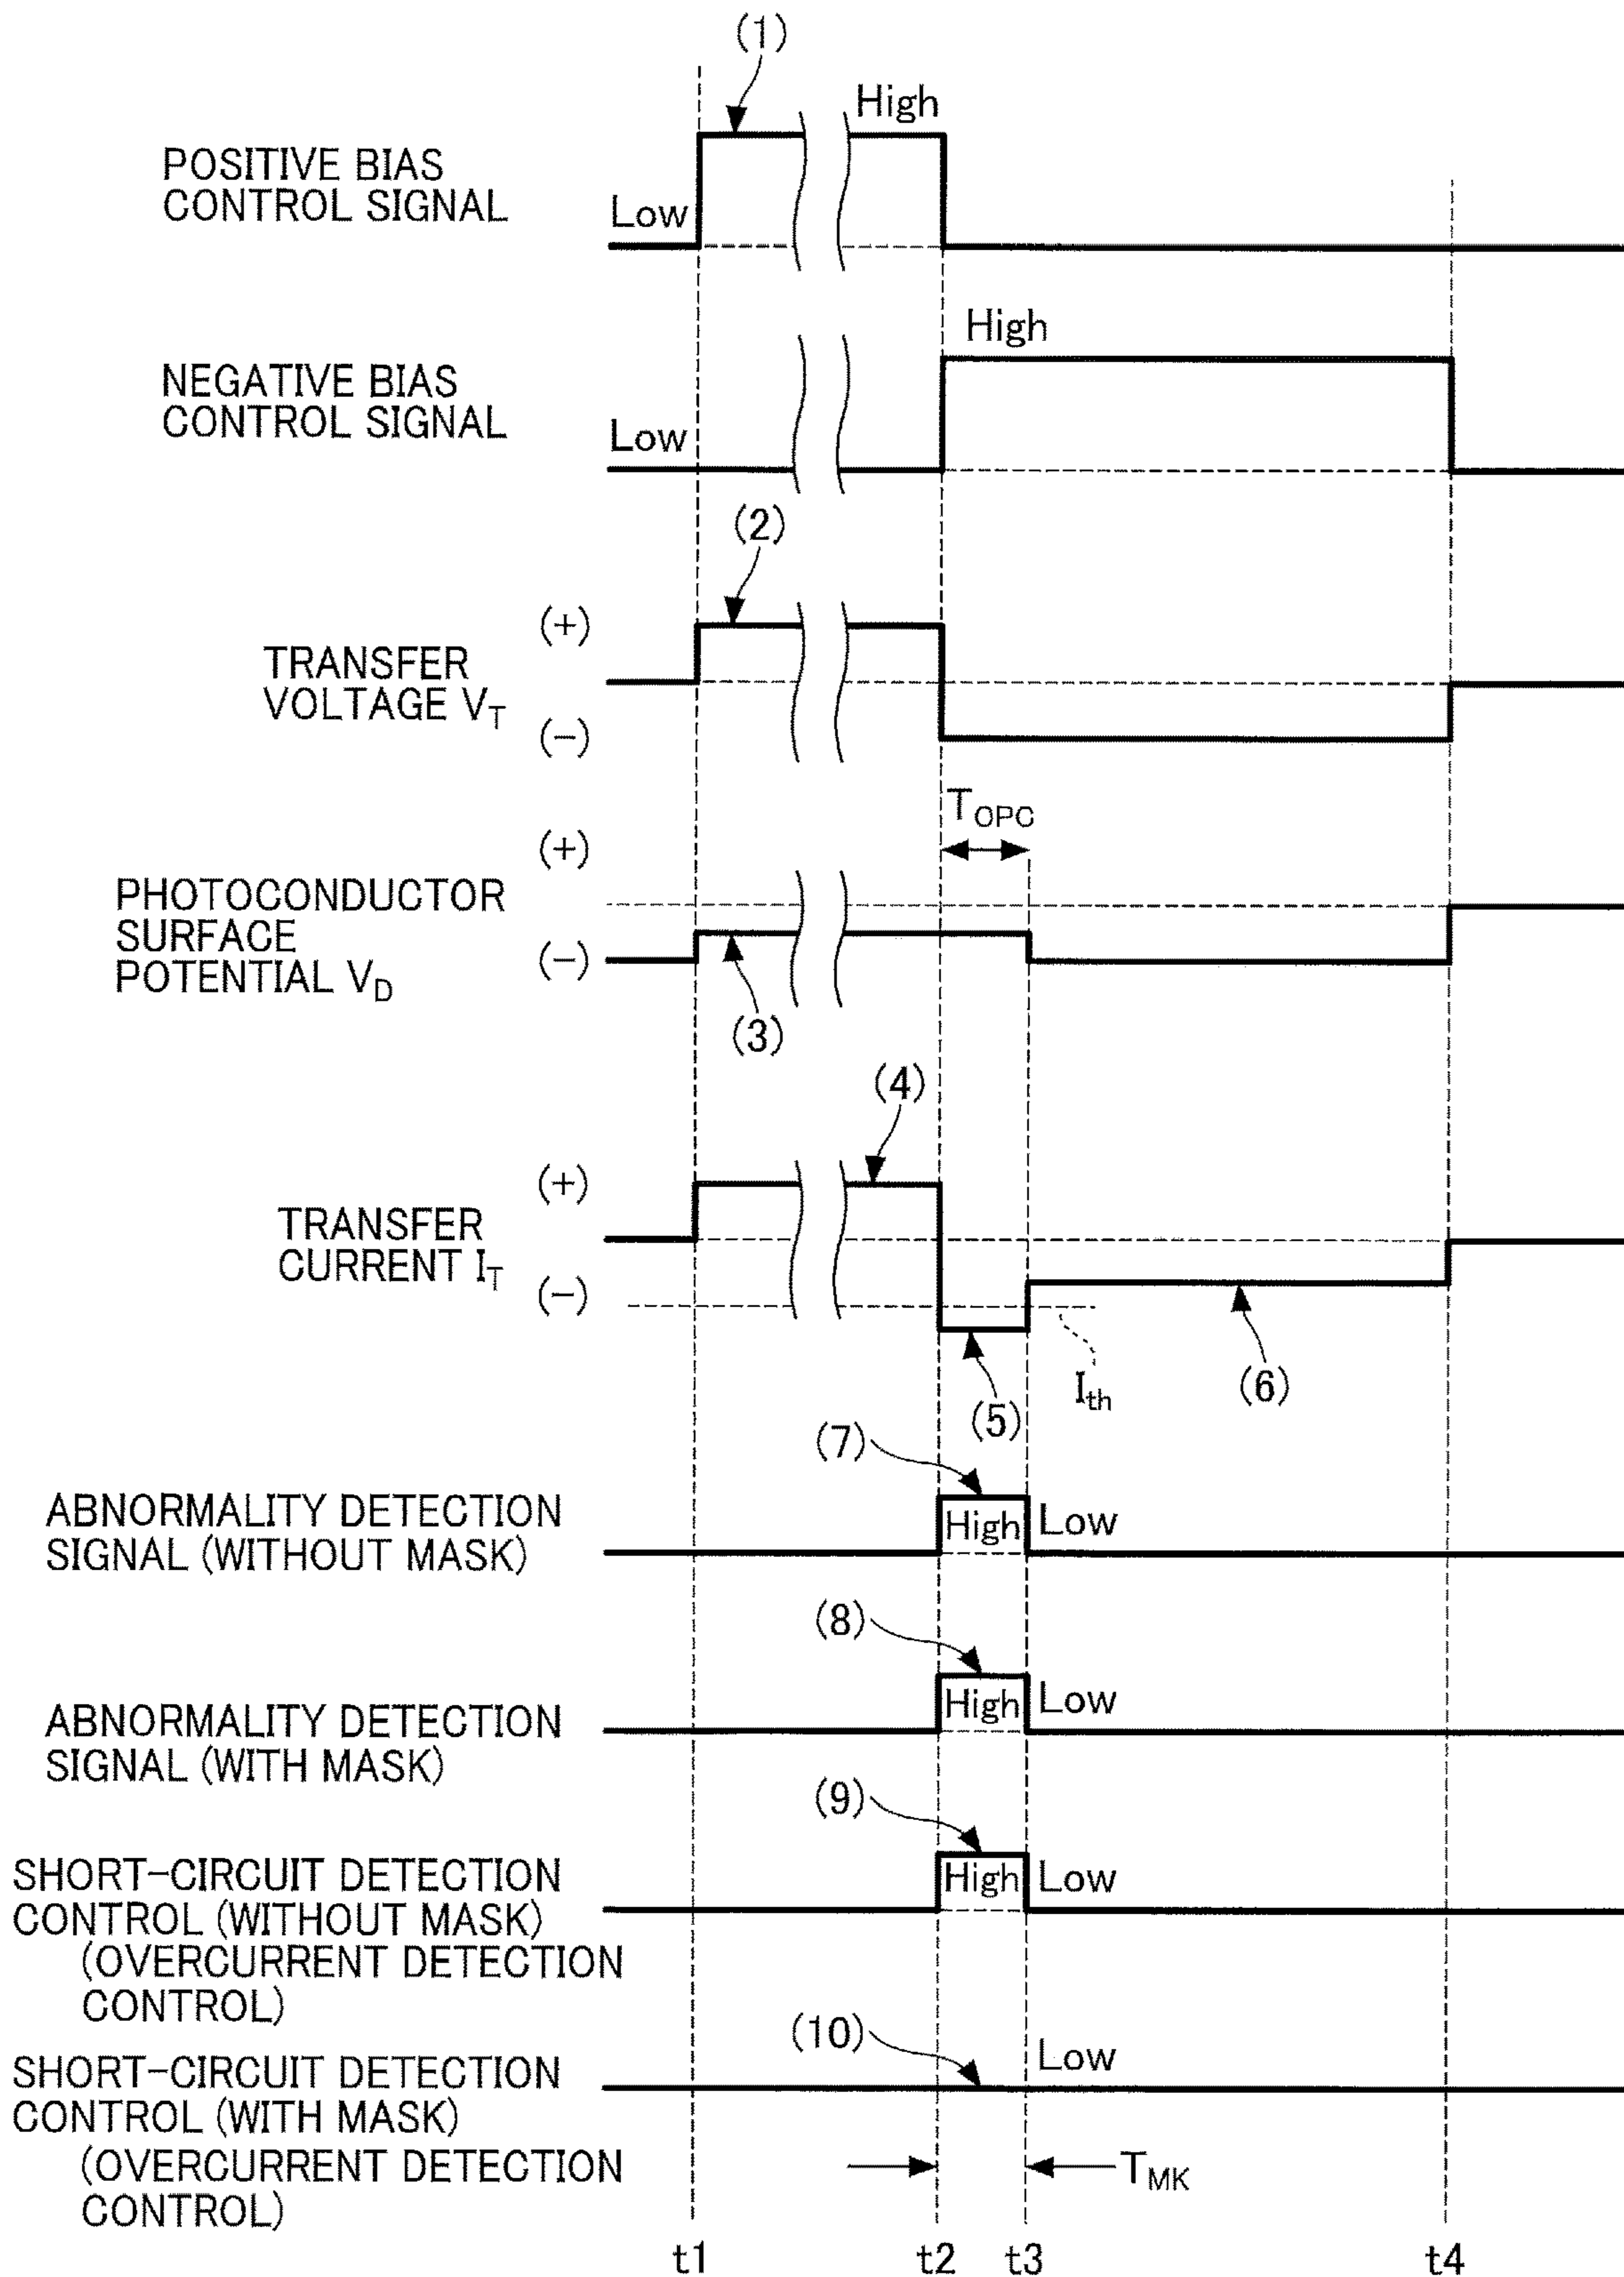 (1)
High
POSITIVE BIAS
CONTROL SIGNAL
Low
High
NEGATIVE BIAS
CONTROL SIGNAL
Low
(2)
(+)
TRANSFER
VOLTAGE VT
(−)
TOPC
(+)
PHOTOCONDUCTOR
SURFACE
POTENTIAL VD
(−)
(3)
(4)
(+)
TRANSFER
CURRENT IT
(−)
Ith
(6)
(5)
(7)
ABNORMALITY DETECTION
SIGNAL (WITHOUT MASK)
High
Low
(8)
ABNORMALITY DETECTION
SIGNAL (WITH MASK)
High
Low
(9)
SHORT-CIRCUIT DETECTION
CONTROL (WITHOUT MASK)
(OVERCURRENT DETECTION
CONTROL)
High
Low
(10)
Low
SHORT-CIRCUIT DETECTION
CONTROL (WITH MASK)
(OVERCURRENT DETECTION
CONTROL)
TMK
t1
t2
t3
t4